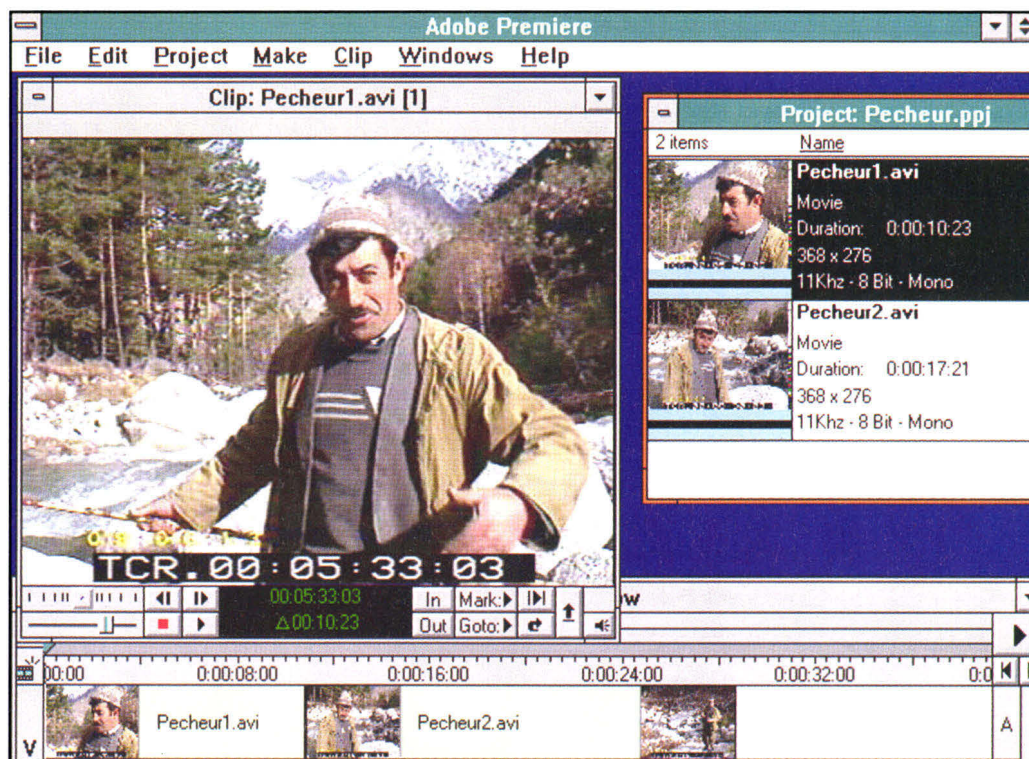 Adobe Premiere
File Edit Project Make Clip Windows Help
Clip: Pecheur1.avi [1]
TCR.00:05:33:03
00:05:33:03
Δ00:10:23
In Mark:
Out Goto:
Project: Pecheur.ppj
2 items Name
Pecheur1.avi
Movie
Duration: 0:00:10:23
368 x 276
11Khz - 8 Bit - Mono
Pecheur2.avi
Movie
Duration: 0:00:17:21
368 x 276
11Khz - 8 Bit - Mono
0:00:08:00 0:00:16:00 0:00:24:00 0:00:32:00
V Pecheur1.avi Pecheur2.avi A